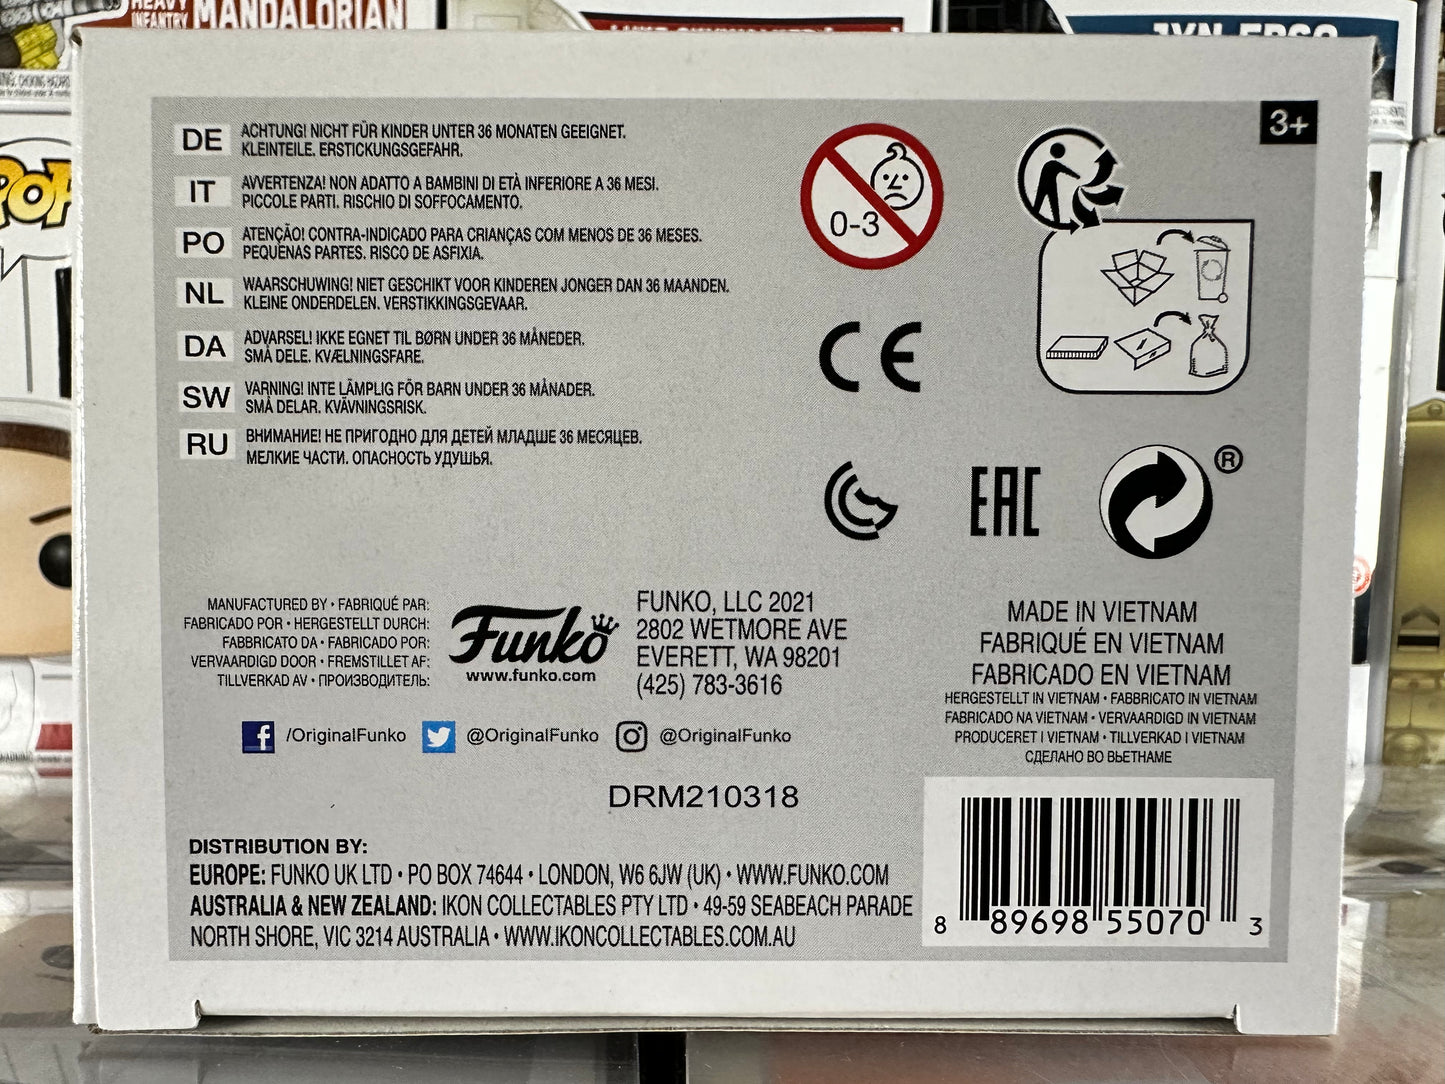 HEAVY
INFANTRY MANDALORIAN
JYN ERSO
POP
3+
DE ACHTUNG! NICHT FÜR KINDER UNTER 36 MONATEN GEEIGNET.
KLEINTEILE. ERSTICKUNGSGEFAHR.
IT AVVERTENZA! NON ADATTO A BAMBINI DI ETÀ INFERIORE A 36 MESI.
PICCOLE PARTI. RISCHIO DI SOFFOCAMENTO.
PO ATENÇÃO! CONTRA-INDICADO PARA CRIANÇAS COM MENOS DE 36 MESES.
PEQUENAS PARTES. RISCO DE ASFIXIA.
NL WAARSCHUWING! NIET GESCHIKT VOOR KINDEREN JONGER DAN 36 MAANDEN.
KLEINE ONDERDELEN. VERSTIKKINGSGEVAAR.
DA ADVARSEL! IKKE EGNET TIL BØRN UNDER 36 MÅNEDER.
SMÅ DELE. KVÆLNINGSFARE.
SW VARNING! INTE LÄMPLIG FÖR BARN UNDER 36 MÅNADER.
SMÅ DELAR. KVÄVNINGSRISK.
RU ВНИМАНИЕ! НЕ ПРИГОДНО ДЛЯ ДЕТЕЙ МЛАДШЕ 36 МЕСЯЦЕВ.
МЕЛКИЕ ЧАСТИ. ОПАСНОСТЬ УДУШЬЯ.
0-3
CE
EAC
®
MANUFACTURED BY • FABRIQUÉ PAR:
FABRICADO POR • HERGESTELLT DURCH:
FABBRICATO DA • FABRICADO POR:
VERVAARDIGD DOOR • FREMSTILLET AF:
TILLVERKAD AV • ПРОИЗВОДИТЕЛЬ:
Funko
www.funko.com
FUNKO, LLC 2021
2802 WETMORE AVE
EVERETT, WA 98201
(425) 783-3616
MADE IN VIETNAM
FABRIQUÉ EN VIETNAM
FABRICADO EN VIETNAM
HERGESTELLT IN VIETNAM • FABBRICATO IN VIETNAM
FABRICADO NA VIETNAM • VERVAARDIGD IN VIETNAM
PRODUCERET I VIETNAM • TILLVERKAD I VIETNAM
СДЕЛАНО ВО ВЬЕТНАМЕ
/OriginalFunko @OriginalFunko @OriginalFunko
DRM210318
DISTRIBUTION BY:
EUROPE: FUNKO UK LTD • PO BOX 74644 • LONDON, W6 6JW (UK) • WWW.FUNKO.COM
AUSTRALIA & NEW ZEALAND: IKON COLLECTABLES PTY LTD • 49-59 SEABEACH PARADE
NORTH SHORE, VIC 3214 AUSTRALIA • WWW.IKONCOLLECTABLES.COM.AU
8 89698 55070 3